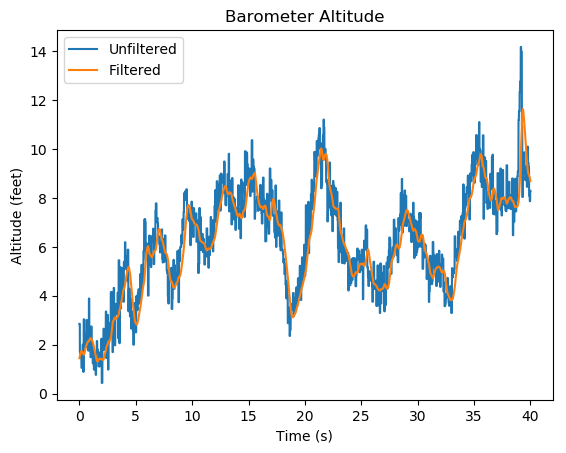 Barometer Altitude
Unfiltered
Filtered
Altitude (feet)
14
12
10
8
6
4
2
0
0 5 10 15 20 25 30 35 40
Time (s)